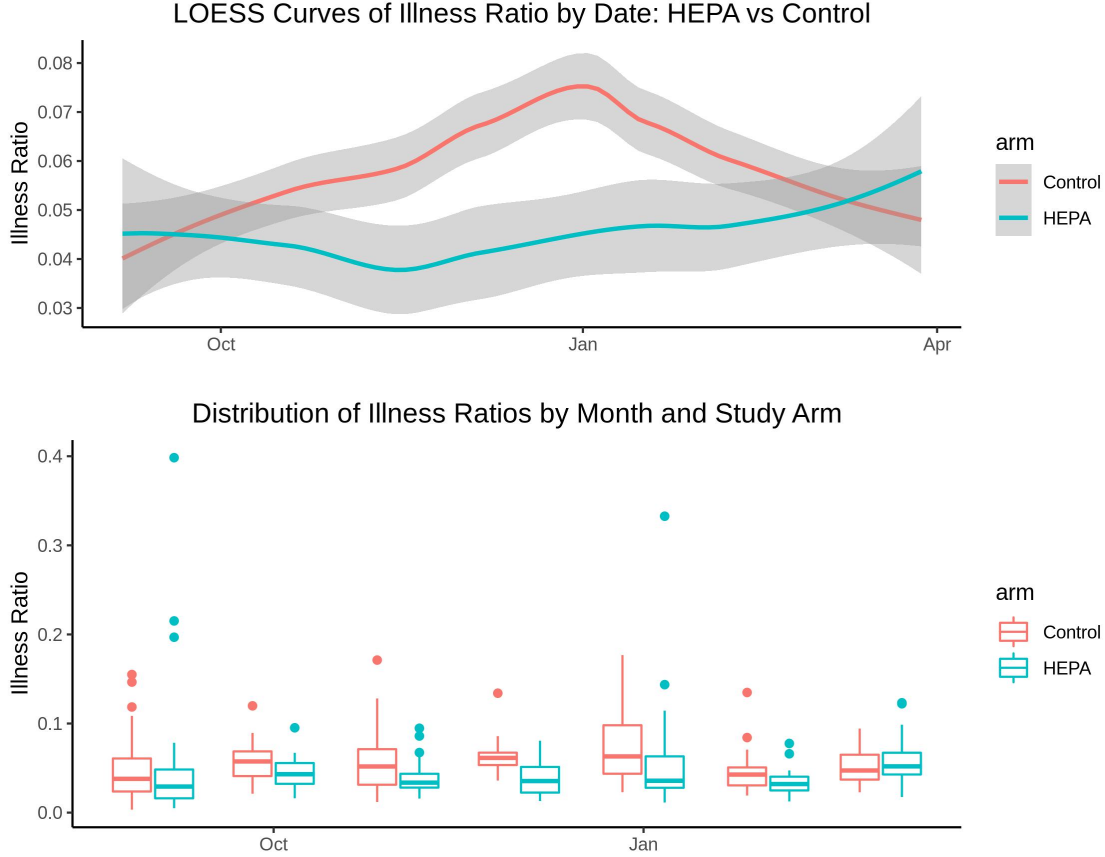 LOESS Curves of Illness Ratio by Date: HEPA vs Control
Illness Ratio
0.08
0.07
0.06
0.05
0.04
0.03
Oct
Jan
Apr
arm
Control
HEPA
Distribution of Illness Ratios by Month and Study Arm
Illness Ratio
0.4
0.3
0.2
0.1
0.0
Oct
Jan
arm
Control
HEPA